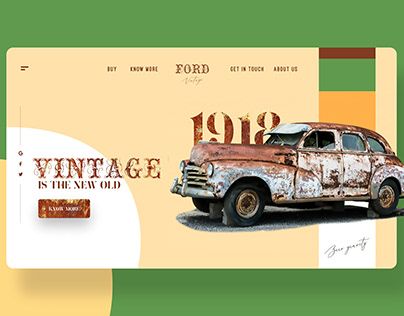 BUY KNOW MORE FORD GET IN TOUCH ABOUT US
Vintage
1918
VINTAGE
IS THE NEW OLD
KNOW MORE
Zero gravity
G
f